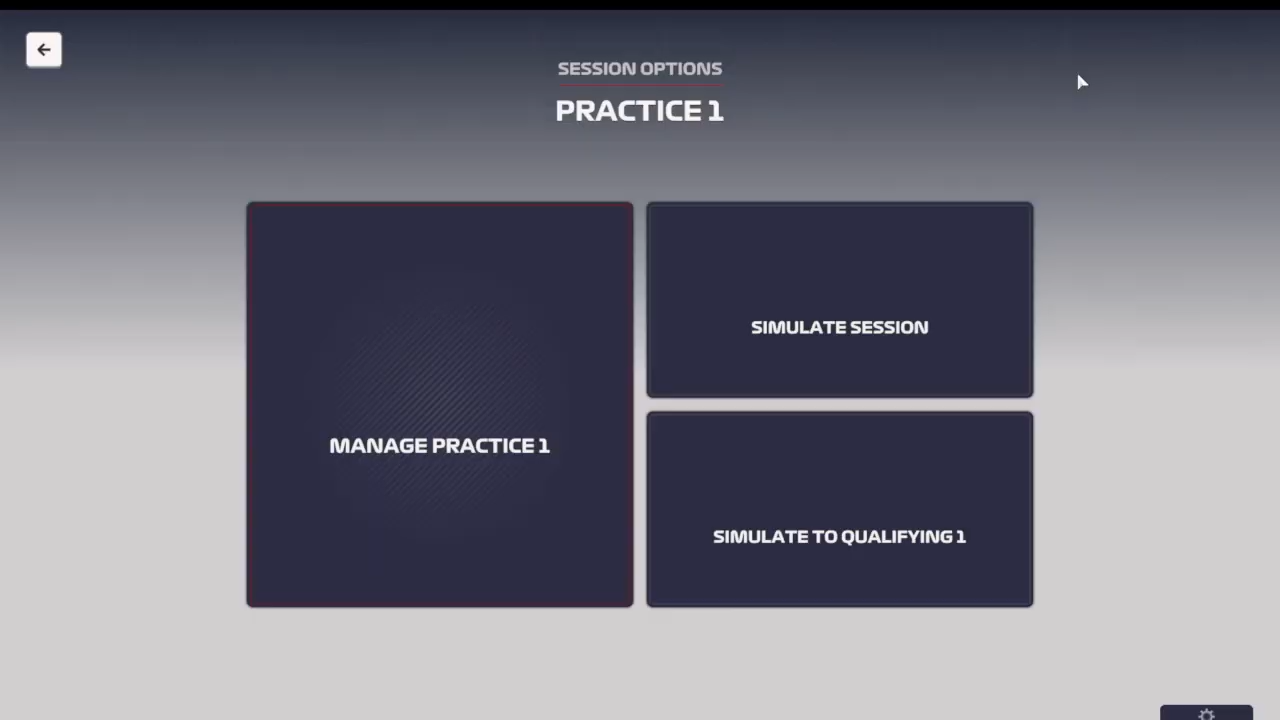 SESSION OPTIONS
PRACTICE 1
MANAGE PRACTICE 1
SIMULATE SESSION
SIMULATE TO QUALIFYING 1